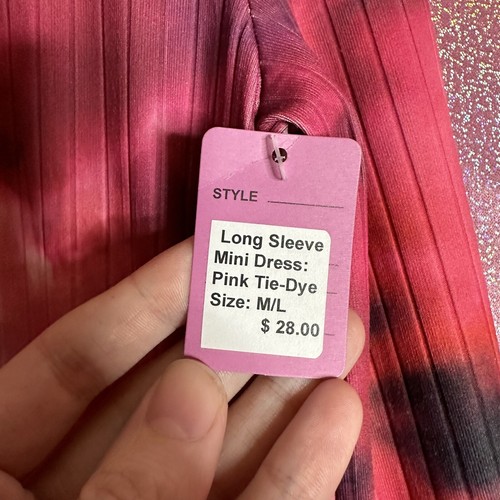 STYLE
Long Sleeve
Mini Dress:
Pink Tie-Dye
Size: M/L
$ 28.00